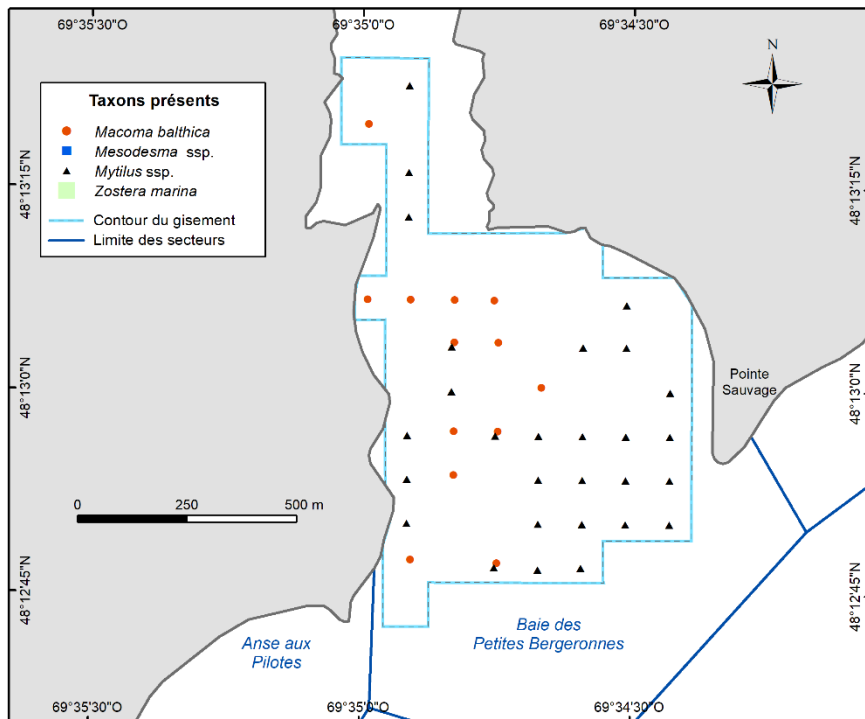 69°35'30"O 69°35'0"O 69°34'30"O
N
Taxons présents
Macoma balthica
Mesodesma ssp.
Mytilus ssp.
Zostera marina
Contour du gisement
Limite des secteurs
48°13'15"N 48°13'15"N
48°13'0"N 48°13'0"N
Pointe
Sauvage
0 250 500 m
48°12'45"N 48°12'45"N
Anse aux
Pilotes
Baie des
Petites Bergeronnes
69°35'30"O 69°35'0"O 69°34'30"O